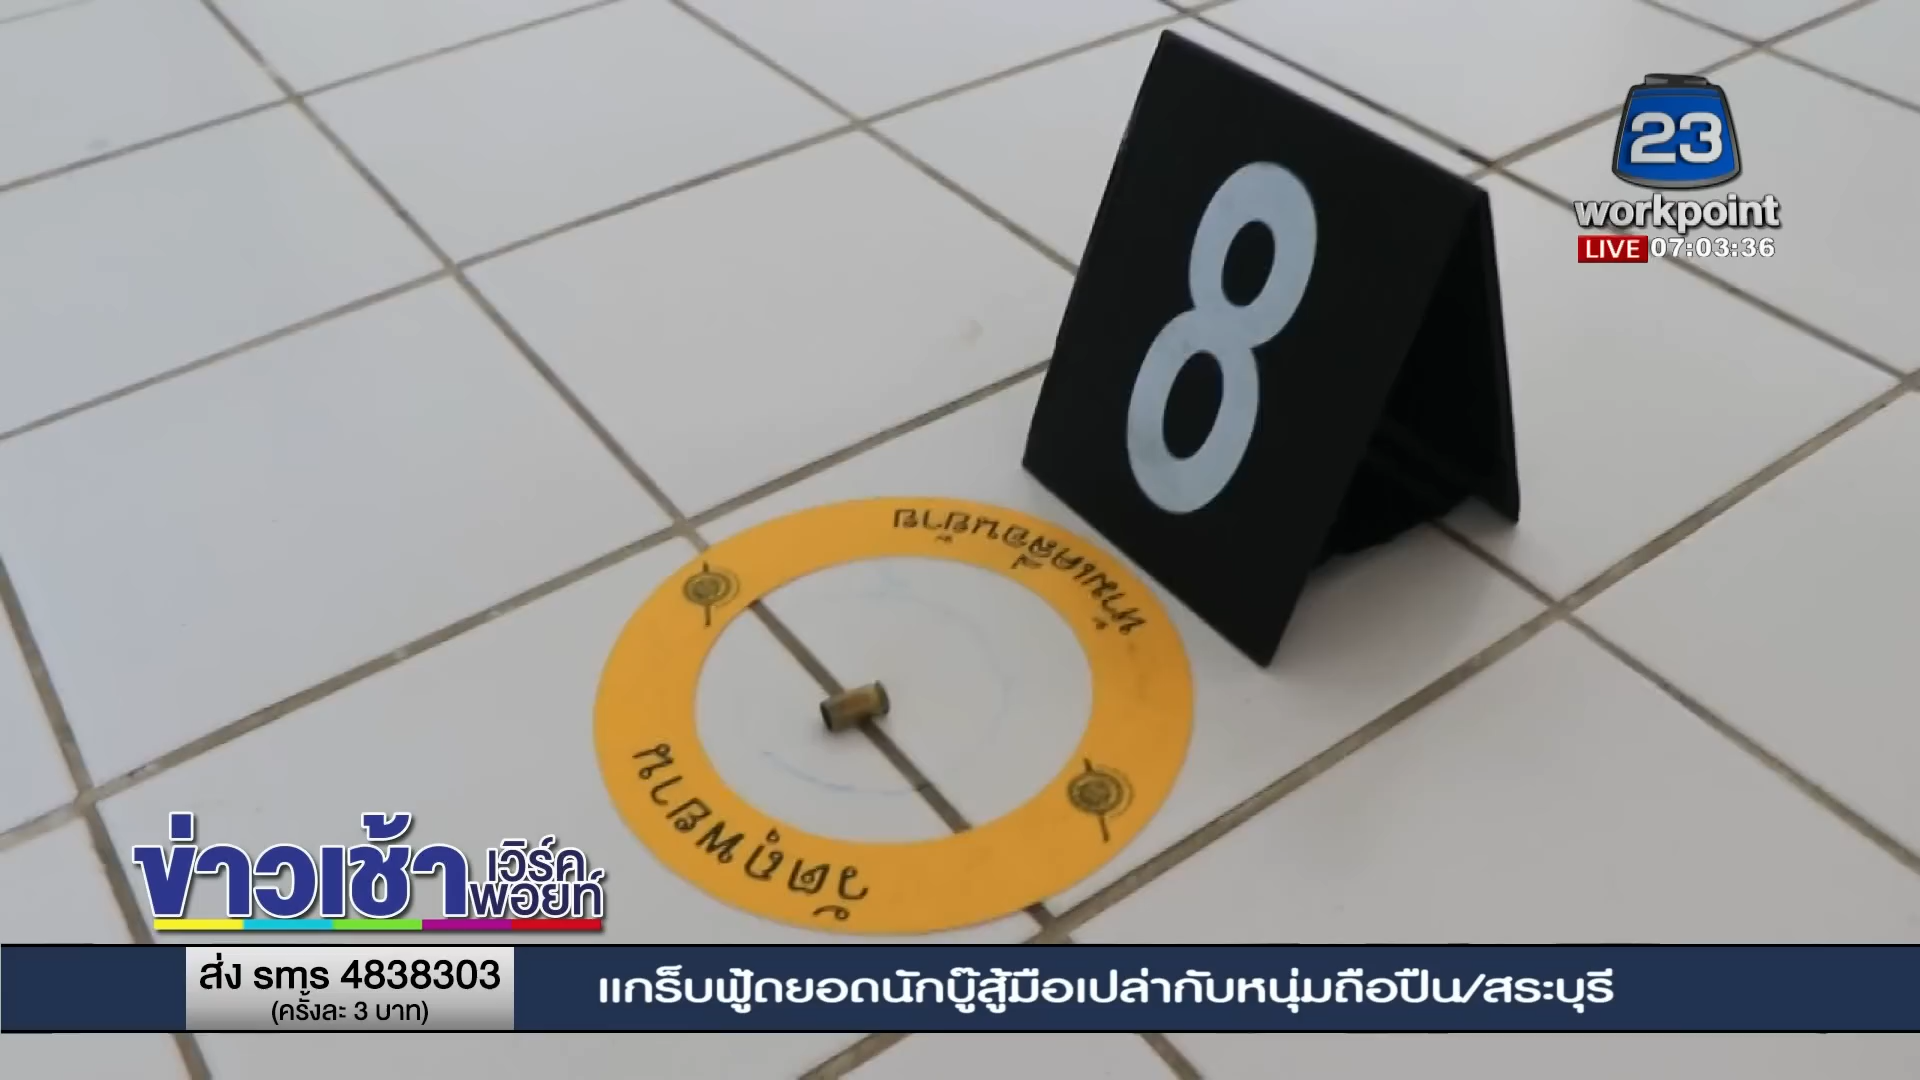 23
workpoint
LIVE 07:03:36
8
ข่าวเช้า
เวิร์ค
พอยท์
ส่ง sms 4838303
(ครั้งละ 3 บาท)
แกร็บฟู้ดยอดนักบู๊สู้มือเปล่ากับหนุ่มถือปืน/สระบุรี